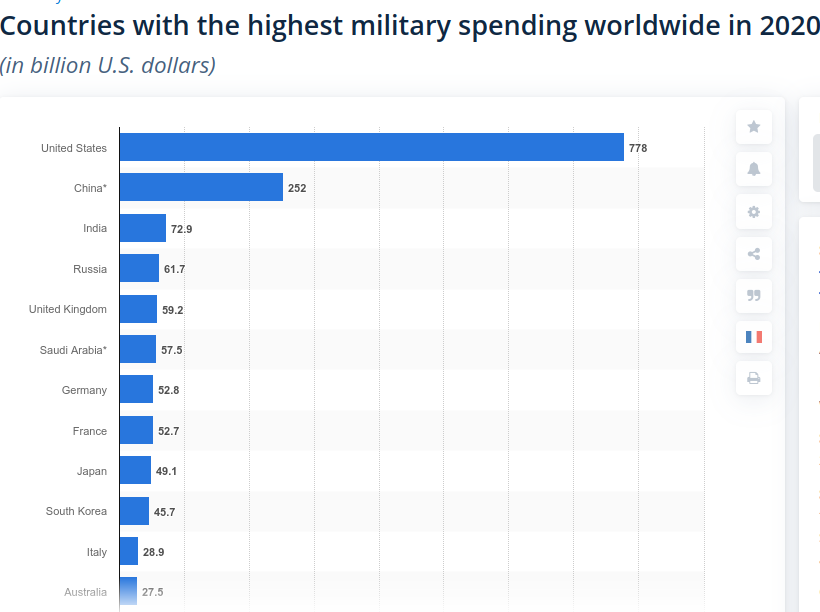 Countries with the highest military spending worldwide in 2020
(in billion U.S. dollars)
United States 778
China* 252
India 72.9
Russia 61.7
United Kingdom 59.2
Saudi Arabia* 57.5
Germany 52.8
France 52.7
Japan 49.1
South Korea 45.7
Italy 28.9
Australia 27.5